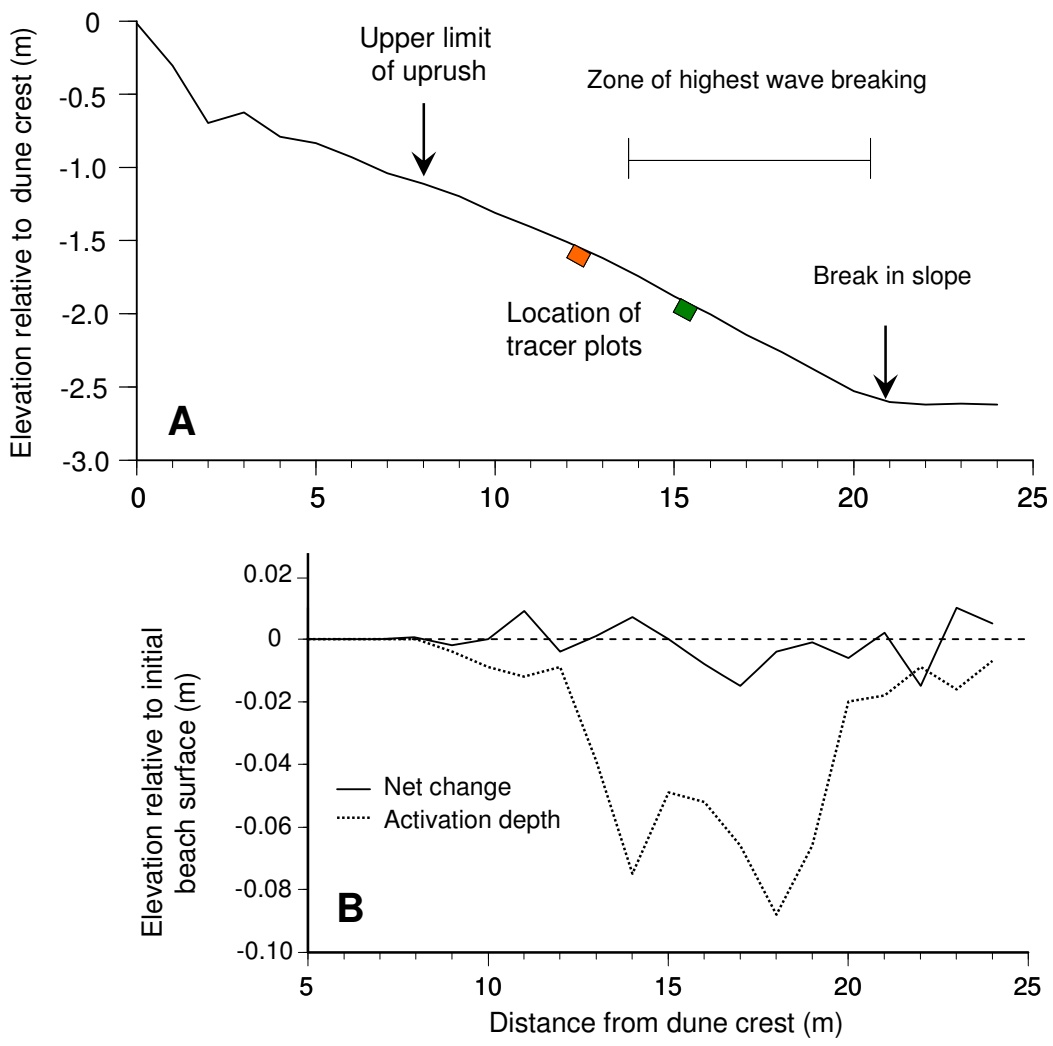 Elevation relative to dune crest (m)
0
-0.5
-1.0
-1.5
-2.0
-2.5
-3.0
Upper limit
of uprush
Zone of highest wave breaking
Location of
tracer plots
Break in slope
A
0 5 10 15 20 25
Elevation relative to initial
beach surface (m)
0.02
0
-0.02
-0.04
-0.06
-0.08
-0.10
Net change
Activation depth
B
5 10 15 20 25
Distance from dune crest (m)